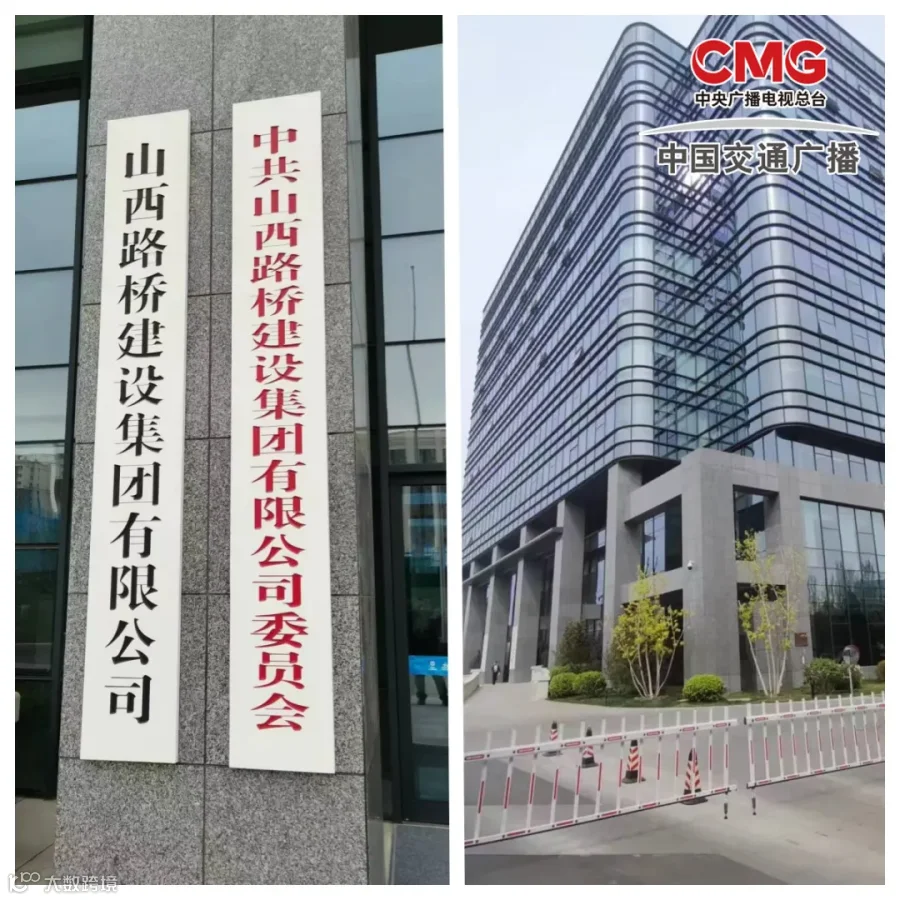 山西路桥建设集团有限公司
中共山西路桥建设集团有限公司委员会
CMG
中央广播电视总台
中国交通广播
100 大数跨境